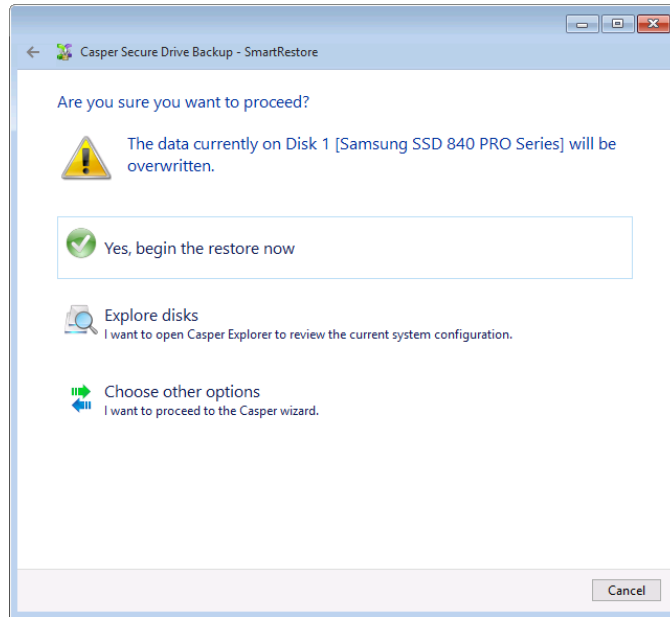 Casper Secure Drive Backup - SmartRestore
Are you sure you want to proceed?
The data currently on Disk 1 [Samsung SSD 840 PRO Series] will be
overwritten.
Yes, begin the restore now
Explore disks
I want to open Casper Explorer to review the current system configuration.
Choose other options
I want to proceed to the Casper wizard.
Cancel